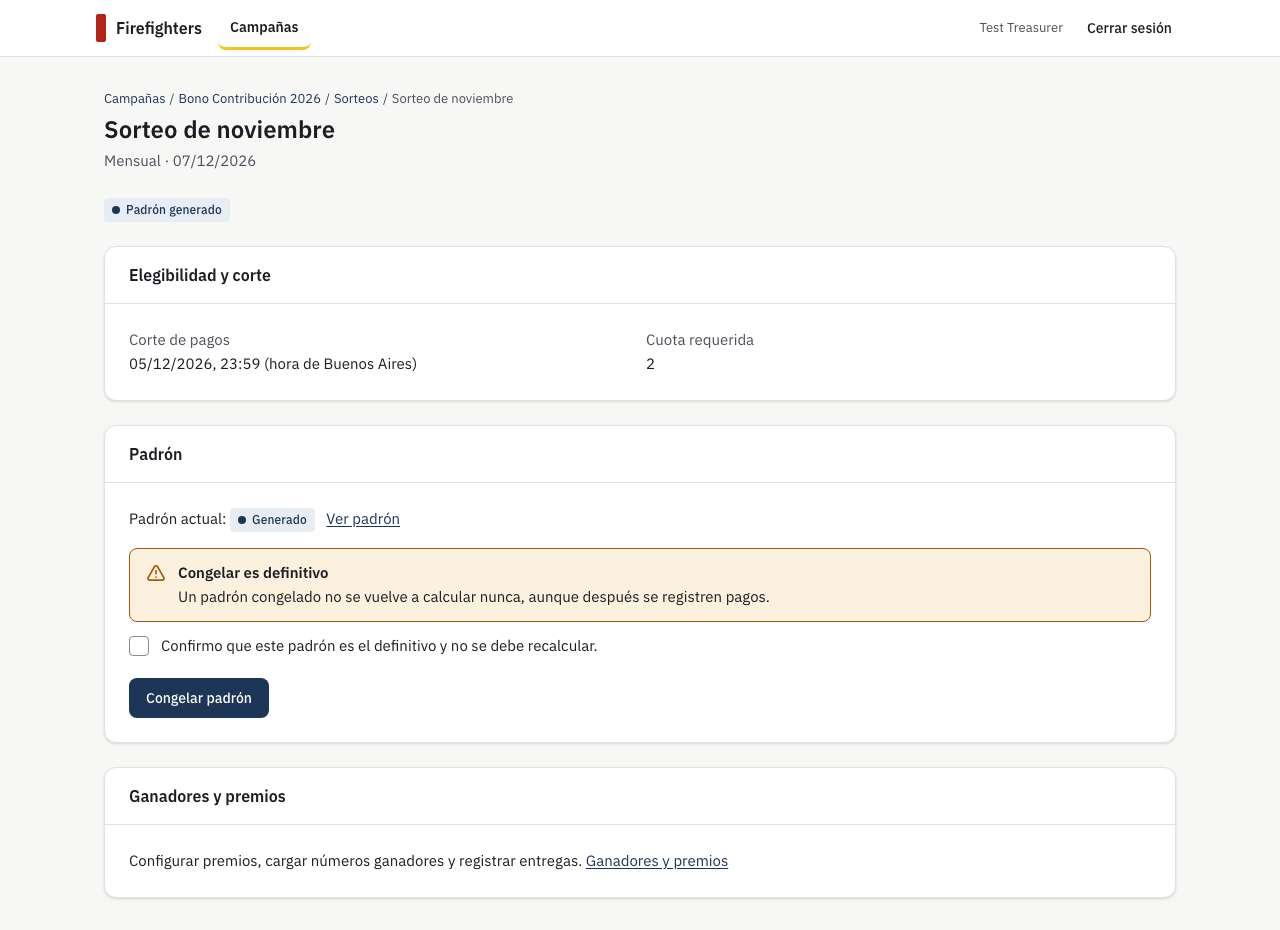 Firefighters
Campañas
Test Treasurer
Cerrar sesión
Campañas / Bono Contribución 2026 / Sorteos / Sorteo de noviembre
Sorteo de noviembre
Mensual · 07/12/2026
Padrón generado
Elegibilidad y corte
Corte de pagos
05/12/2026, 23:59 (hora de Buenos Aires)
Cuota requerida
2
Padrón
Padrón actual: Generado Ver padrón
Congelar es definitivo
Un padrón congelado no se vuelve a calcular nunca, aunque después se registren pagos.
Confirmo que este padrón es el definitivo y no se debe recalcular.
Congelar padrón
Ganadores y premios
Configurar premios, cargar números ganadores y registrar entregas. Ganadores y premios